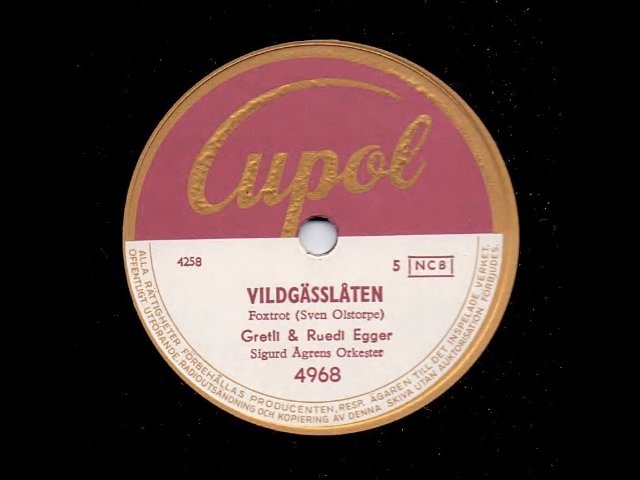 Cupol
4258
5 NCB
VILDGÄSSLÅTEN
Foxtrot (Sven Olstorpe)
Gretli & Ruedi Egger
Sigurd Ågrens Orkester
4968
ALLA RÄTTIGHETER FÖRBEHÅLLAS PRODUCENTEN, RESP. ÄGAREN TILL DET INSPELADE VERKET.
OFFENTLIGT UTFÖRANDE, RADIOUTSÄNDNING OCH KOPIERING AV DENNA SKIVA UTAN AUKTORISATION FÖRBJUDES.